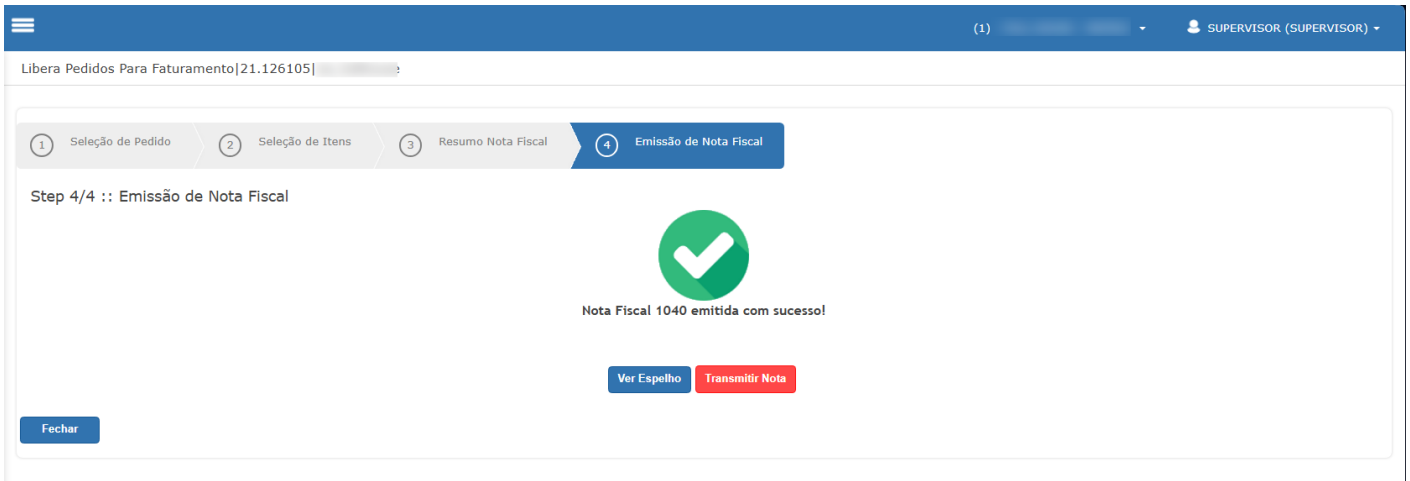 (1)
SUPERVISOR (SUPERVISOR)
Libera Pedidos Para Faturamento|21.126105|
1 Seleção de Pedido
2 Seleção de Itens
3 Resumo Nota Fiscal
4 Emissão de Nota Fiscal
Step 4/4 :: Emissão de Nota Fiscal
Nota Fiscal 1040 emitida com sucesso!
Ver Espelho
Transmitir Nota
Fechar